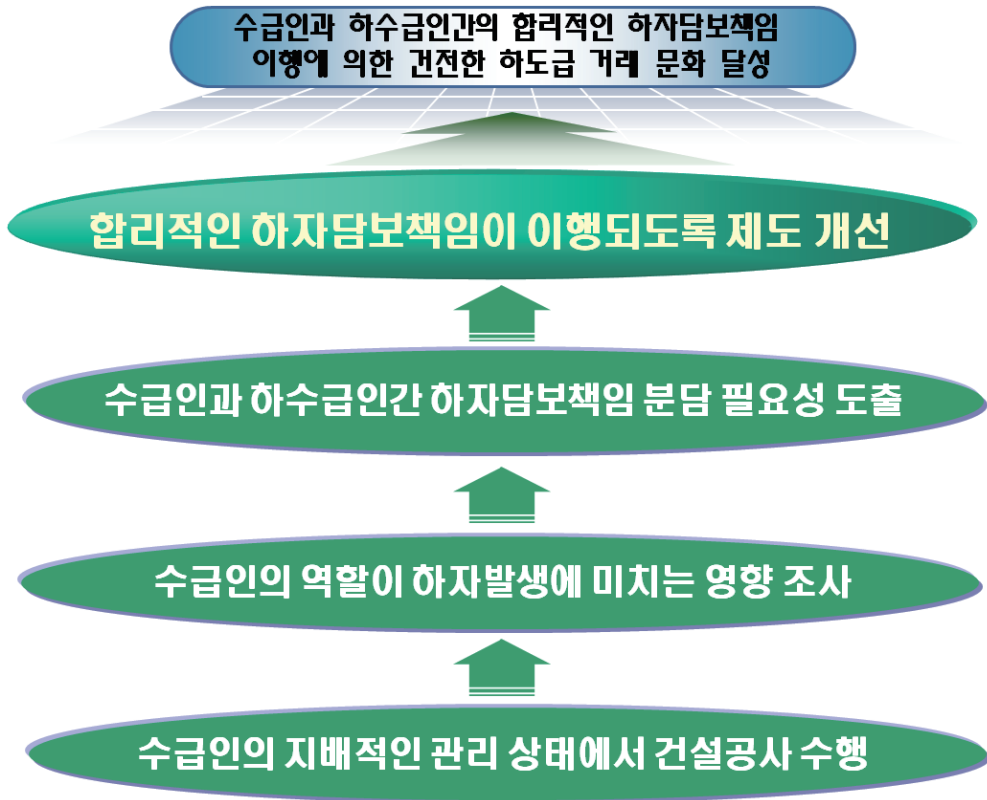 수급인과 하수급인간의 합리적인 하자담보책임
이행에 의한 건전한 하도급 거래 문화 달성
합리적인 하자담보책임이 이행되도록 제도 개선
수급인과 하수급인간 하자담보책임 분담 필요성 도출
수급인의 역할이 하자발생에 미치는 영향 조사
수급인의 지배적인 관리 상태에서 건설공사 수행